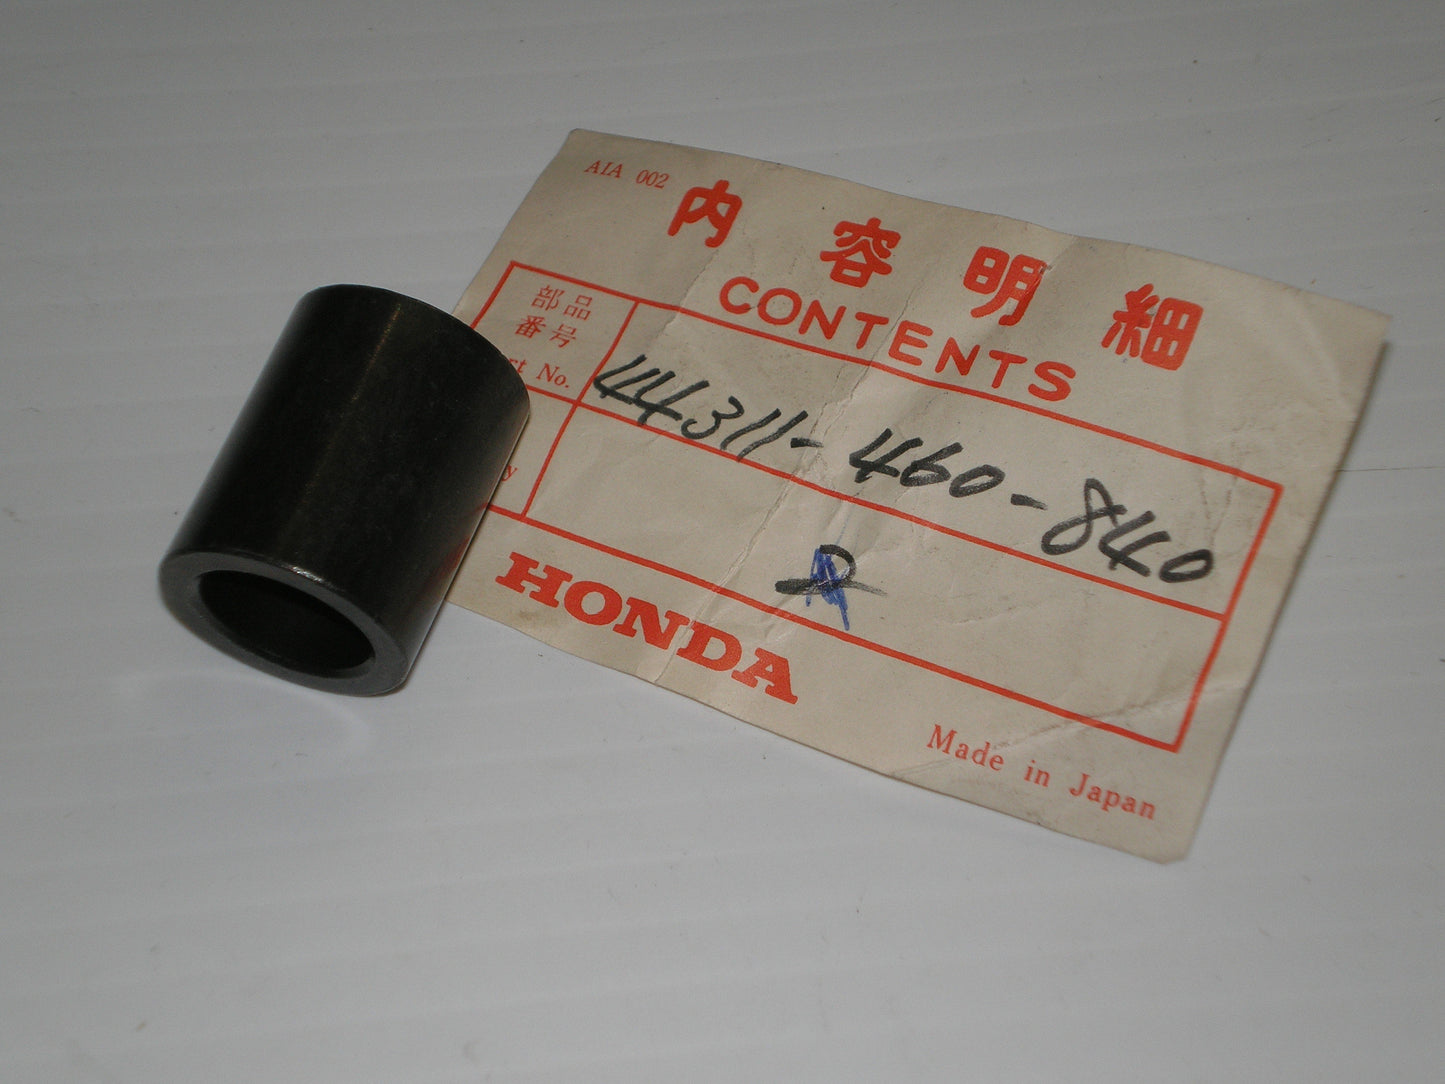 AIA 002
内容明細
CONTENTS
部品
番号
No.
44311-460-840
2
HONDA
Made in Japan